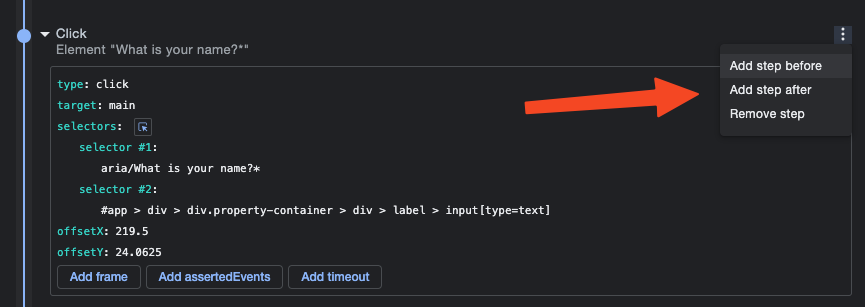 Click
Element "What is your name?*"
Add step before
Add step after
Remove step
type: click
target: main
selectors:
selector #1:
aria/What is your name?*
selector #2:
#app > div > div.property-container > div > label > input[type=text]
offsetX: 219.5
offsetY: 24.0625
Add frame Add assertedEvents Add timeout